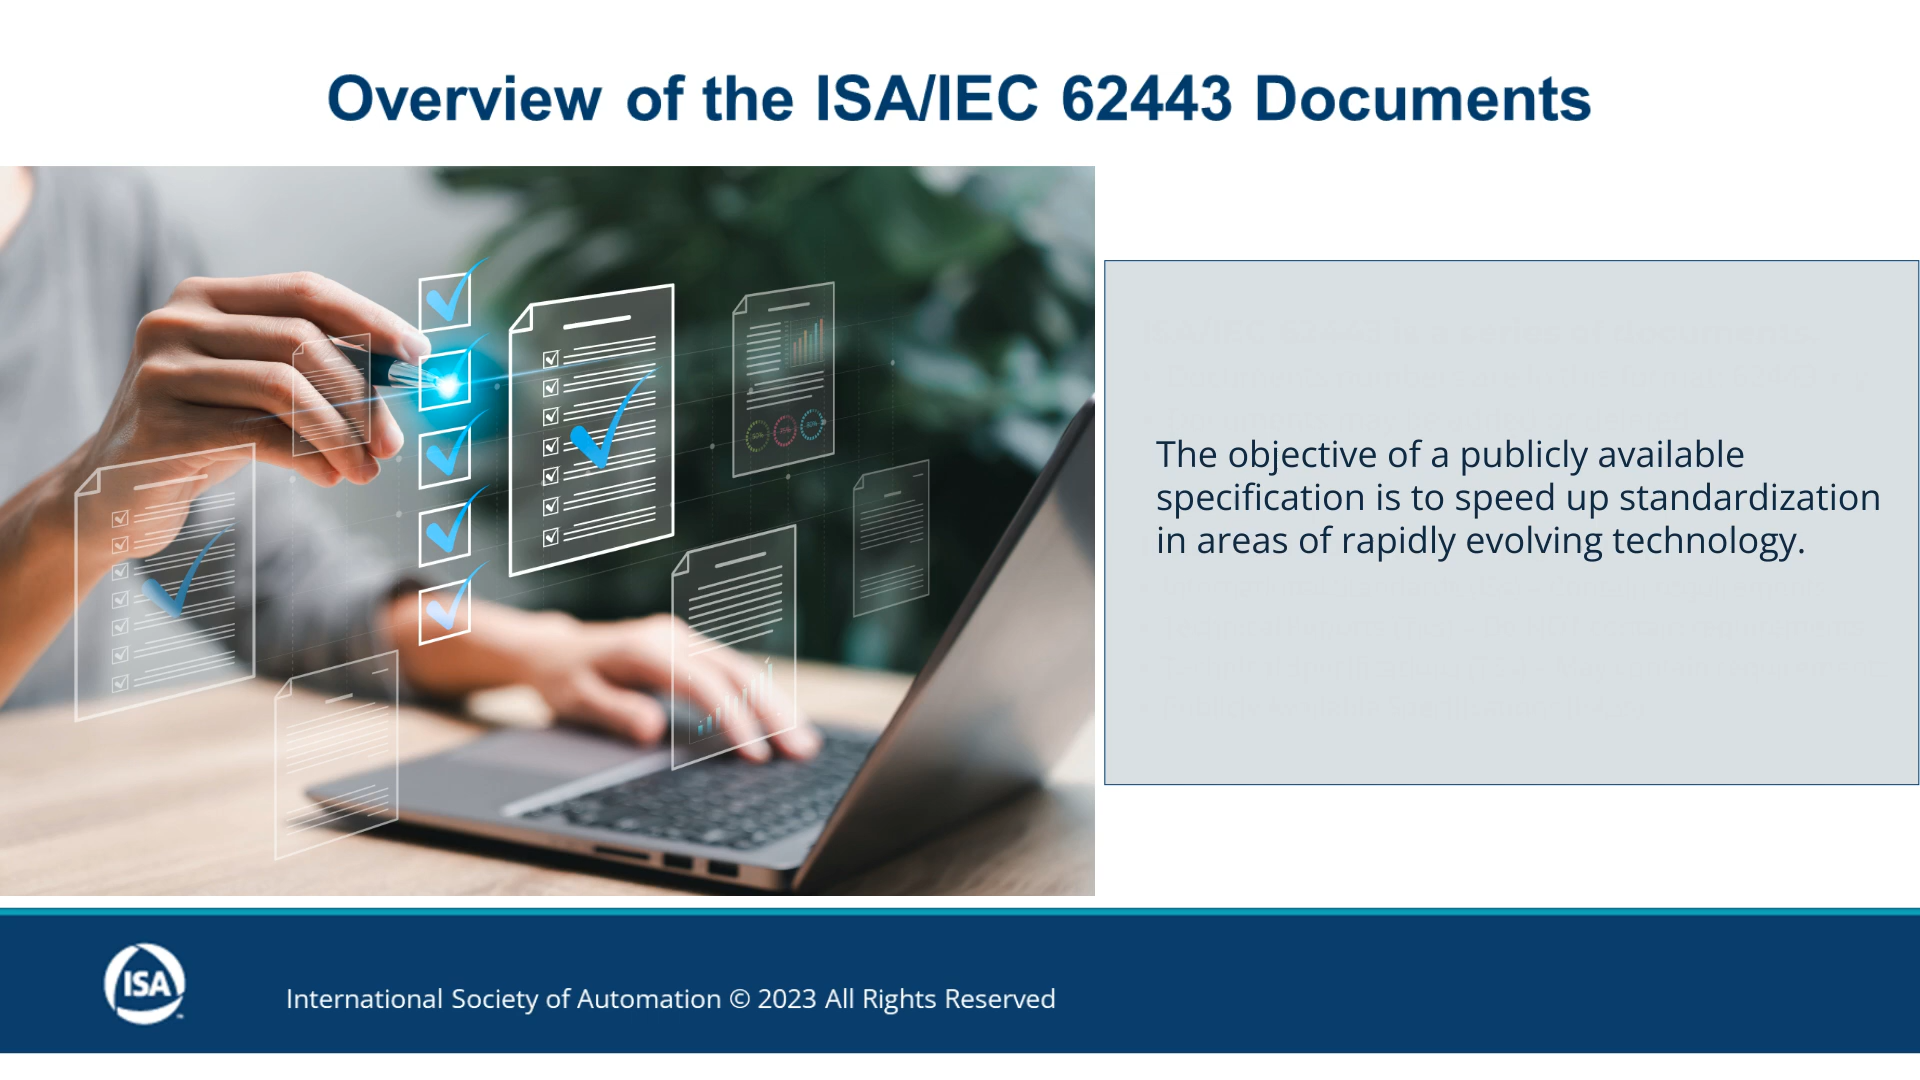 Overview of the ISA/IEC 62443 Documents
The objective of a publicly available
specification is to speed up standardization
in areas of rapidly evolving technology.
ISA
International Society of Automation © 2023 All Rights Reserved